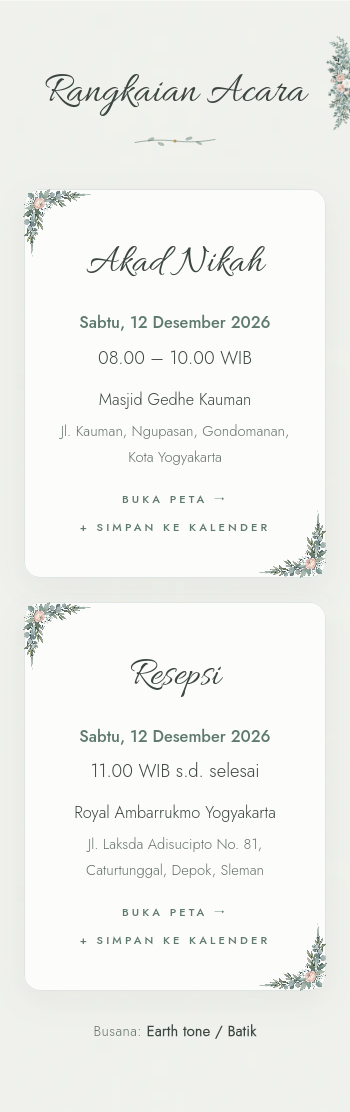 Rangkaian Acara
Akad Nikah
Sabtu, 12 Desember 2026
08.00 – 10.00 WIB
Masjid Gedhe Kauman
Jl. Kauman, Ngupasan, Gondomanan,
Kota Yogyakarta
BUKA PETA →
+ SIMPAN KE KALENDER
Resepsi
Sabtu, 12 Desember 2026
11.00 WIB s.d. selesai
Royal Ambarrukmo Yogyakarta
Jl. Laksda Adisucipto No. 81,
Caturtunggal, Depok, Sleman
BUKA PETA →
+ SIMPAN KE KALENDER
Busana: Earth tone / Batik